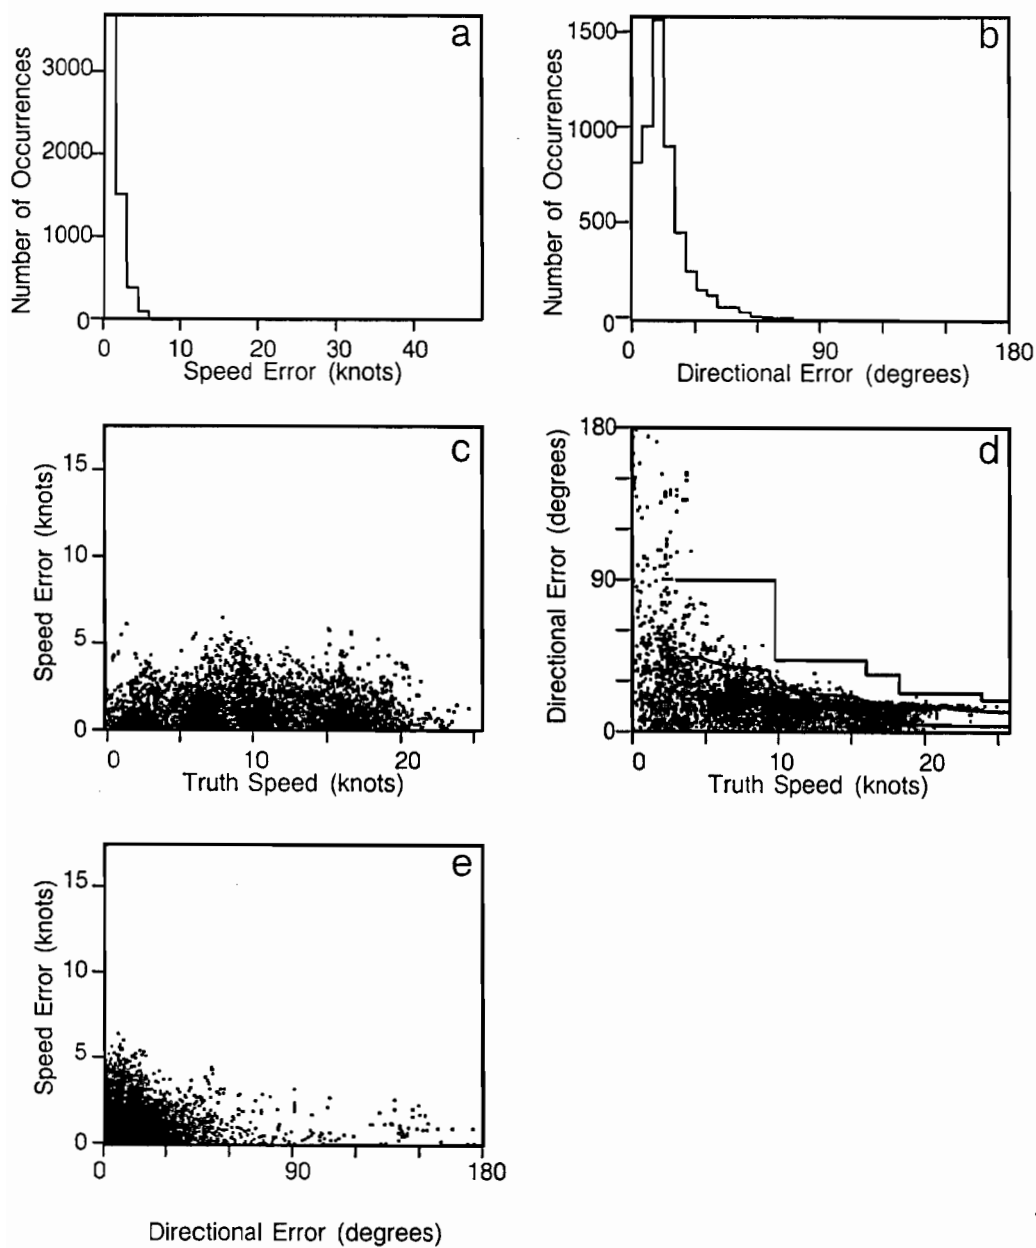 a
3000
2000
1000
0
Number of Occurrences
0 10 20 30 40
Speed Error (knots)
b
1500
1000
500
0
Number of Occurrences
0 90 180
Directional Error (degrees)
c
15
10
5
0
Speed Error (knots)
0 10 20
Truth Speed (knots)
d
180
90
0
Directional Error (degrees)
0 10 20
Truth Speed (knots)
e
15
10
5
0
Speed Error (knots)
0 90 180
Directional Error (degrees)